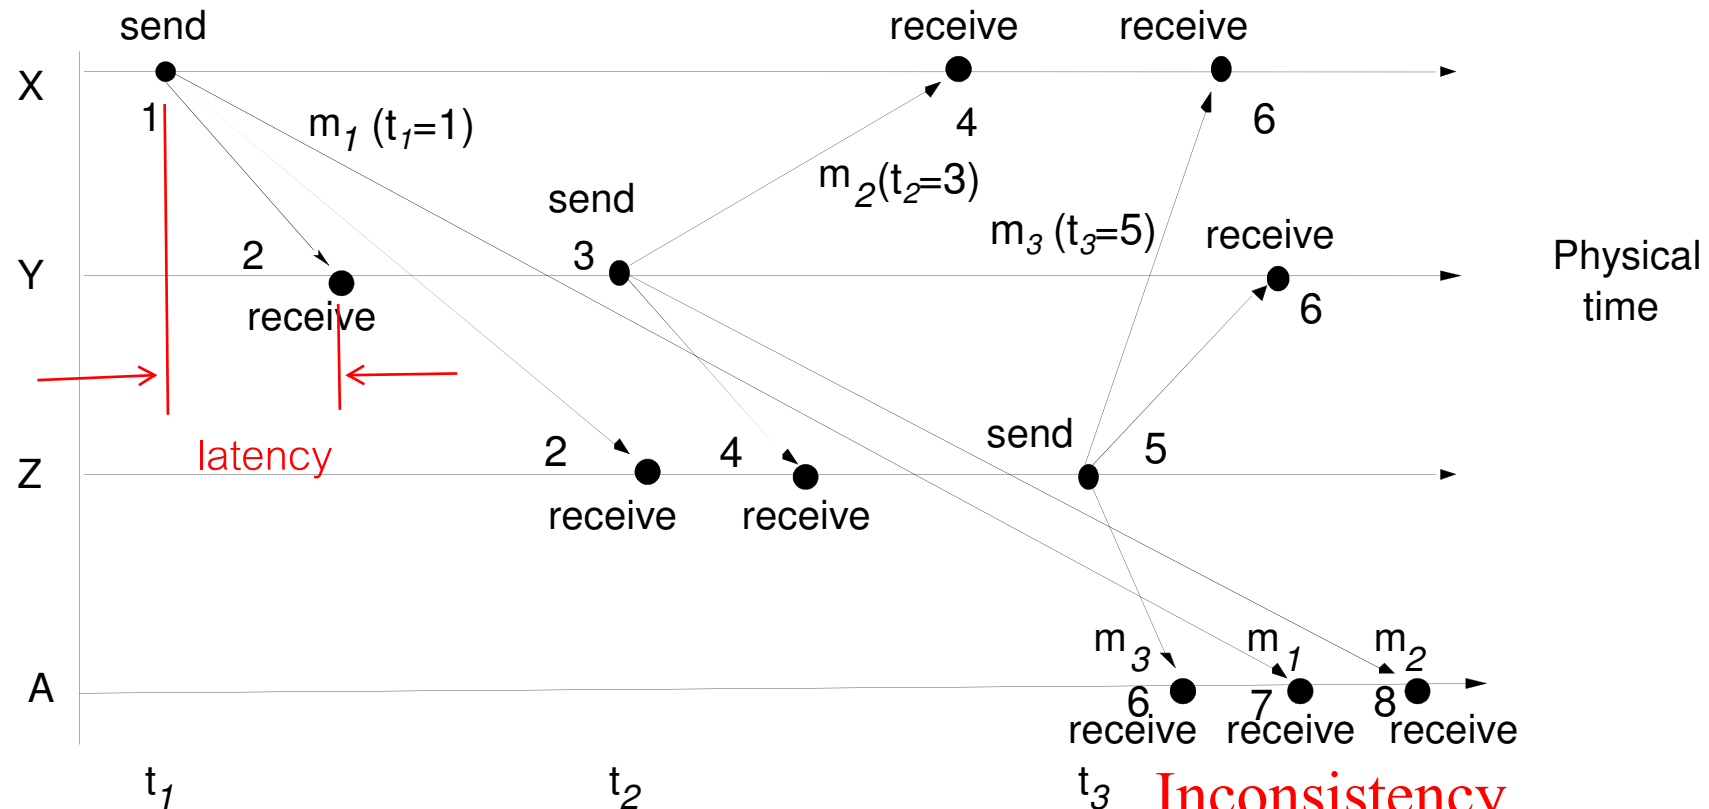 send
receive
receive
X
1
m1 (t1=1)
4
6
m2(t2=3)
send
m3 (t3=5)
receive
2
3
Y
6
Physical
time
receive
latency
2
4
send
5
Z
receive
receive
m3
m1
m2
A
6
7
8
receive
receive
receive
t1
t2
t3
Inconsistency